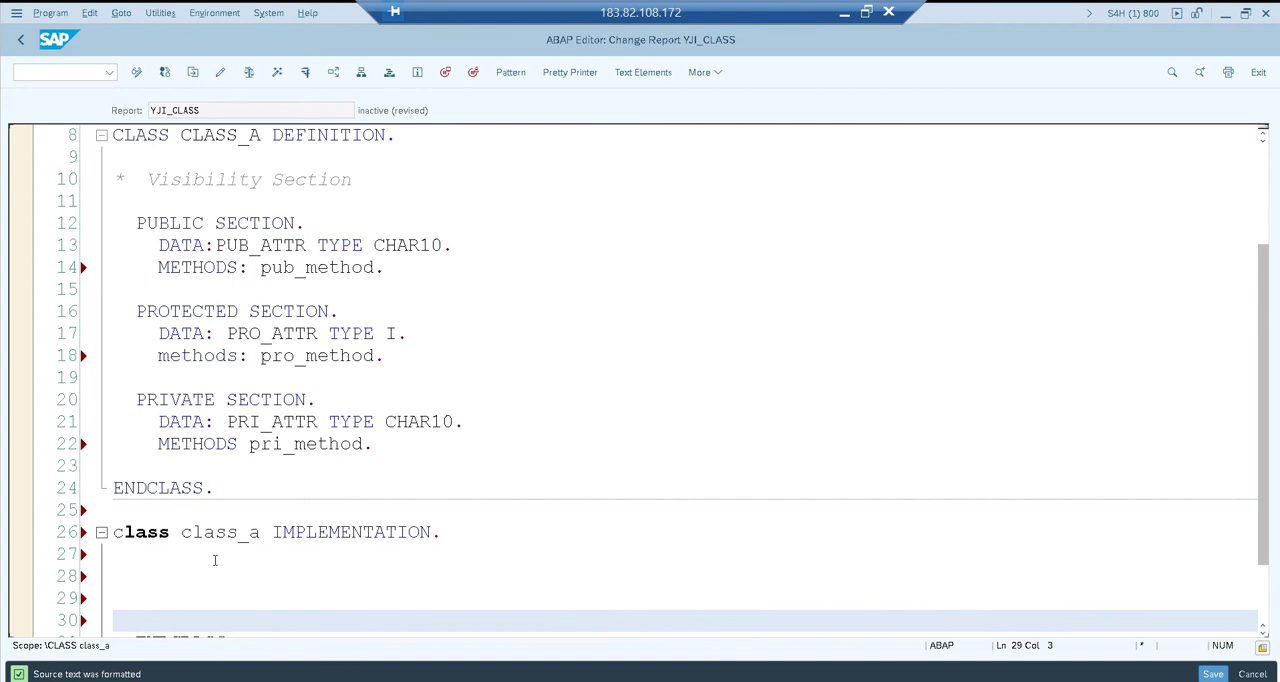 Program Edit Goto Utilities Environment System Help 183.82.108.172 S4H (1) 800
SAP ABAP Editor: Change Report YJI_CLASS
Pattern Pretty Printer Text Elements More Exit
Report: YJI_CLASS inactive (revised)
8 CLASS CLASS_A DEFINITION.
9
10 * Visibility Section
11
12 PUBLIC SECTION.
13 DATA:PUB_ATTR TYPE CHAR10.
14 METHODS: pub_method.
15
16 PROTECTED SECTION.
17 DATA: PRO_ATTR TYPE I.
18 methods: pro_method.
19
20 PRIVATE SECTION.
21 DATA: PRI_ATTR TYPE CHAR10.
22 METHODS pri_method.
23
24 ENDCLASS.
25
26 class class_a IMPLEMENTATION.
27
28
29
30
Scope: \CLASS class_a ABAP Ln 29 Col 3 * NUM
Source text was formatted Save Cancel